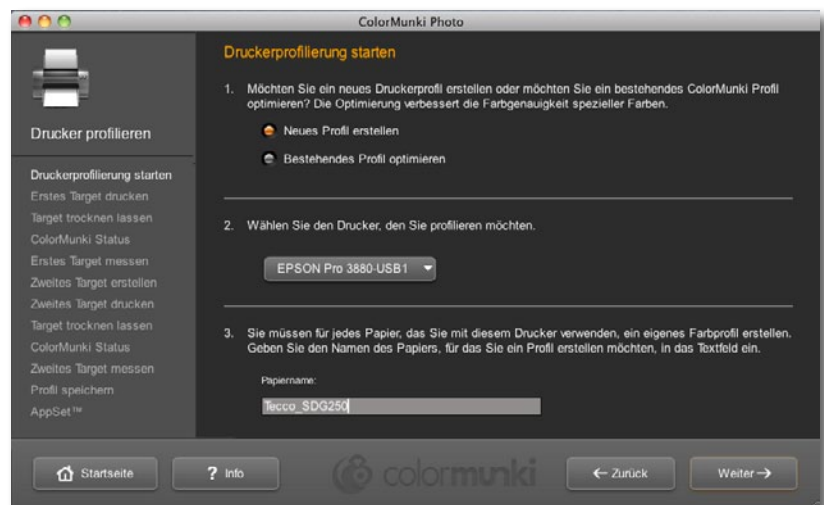 ColorMunki Photo
Drucker profilieren
Druckerprofilierung starten
Erstes Target drucken
Target trocknen lassen
ColorMunki Status
Erstes Target messen
Zweites Target erstellen
Zweites Target drucken
Target trocknen lassen
ColorMunki Status
Zweites Target messen
Profil speichern
AppSet™
Druckerprofilierung starten
1. Möchten Sie ein neues Druckerprofil erstellen oder möchten Sie ein bestehendes ColorMunki Profil
optimieren? Die Optimierung verbessert die Farbgenauigkeit spezieller Farben.
Neues Profil erstellen
Bestehendes Profil optimieren
2. Wählen Sie den Drucker, den Sie profilieren möchten.
EPSON Pro 3880-USB1
3. Sie müssen für jedes Papier, das Sie mit diesem Drucker verwenden, ein eigenes Farbprofil erstellen.
Geben Sie den Namen des Papiers, für das Sie ein Profil erstellen möchten, in das Textfeld ein.
Papiername:
Tecco_SDG250
Startseite
? Info
colormunki
← Zurück
Weiter →